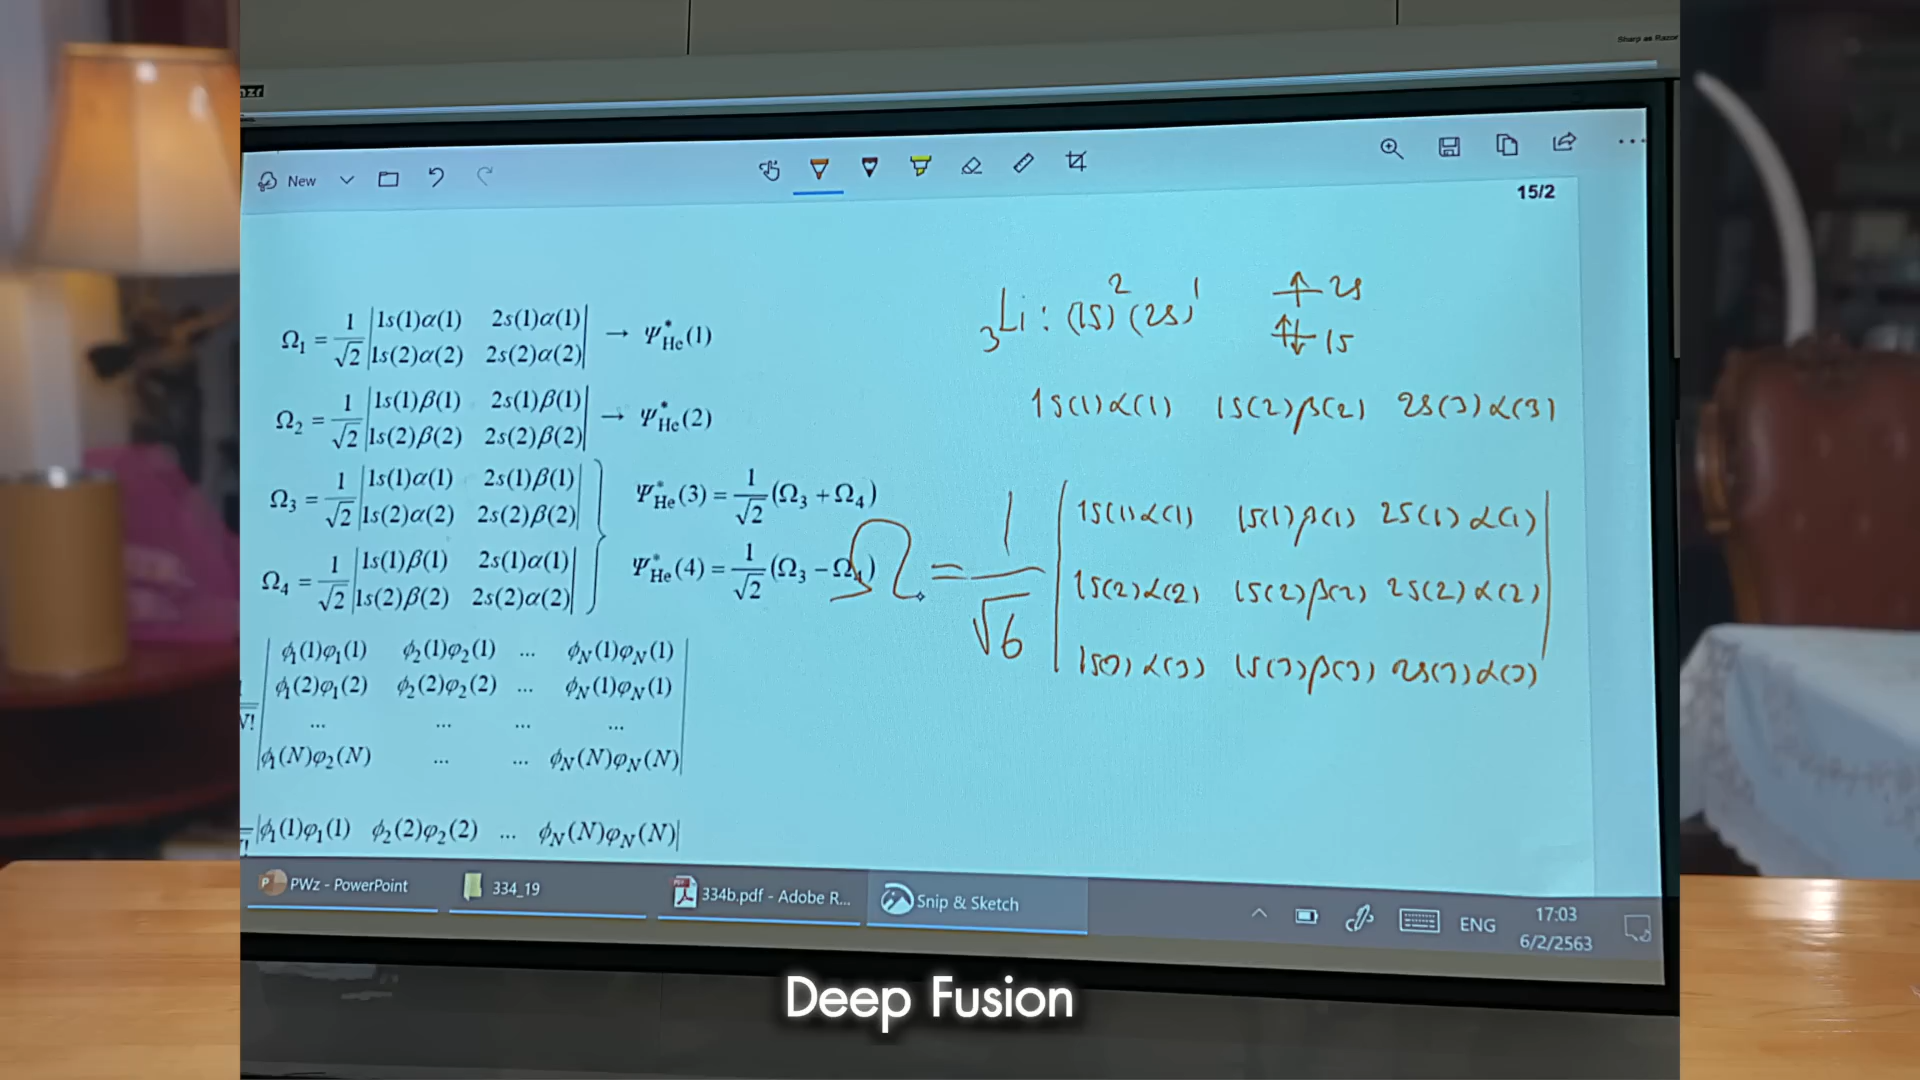 Sharp as Razor
nzr
New
15/2
Ω₁ = 1/√2 |1s(1)α(1) 2s(1)α(1)| → Ψ*He(1)
|1s(2)α(2) 2s(2)α(2)|
Ω₂ = 1/√2 |1s(1)β(1) 2s(1)β(1)| → Ψ*He(2)
|1s(2)β(2) 2s(2)β(2)|
Ω₃ = 1/√2 |1s(1)α(1) 2s(1)β(1)| Ψ*He(3) = 1/√2 (Ω₃ + Ω₄)
|1s(2)α(2) 2s(2)β(2)|
Ω₄ = 1/√2 |1s(1)β(1) 2s(1)α(1)| Ψ*He(4) = 1/√2 (Ω₃ − Ω₄)
|1s(2)β(2) 2s(2)α(2)|
ϕ₁(1)φ₁(1) ϕ₂(1)φ₂(1) ... ϕN(1)φN(1)
ϕ₁(2)φ₁(2) ϕ₂(2)φ₂(2) ... ϕN(1)φN(1)
N! ... ... ... ...
ϕ₁(N)φ₂(N) ... ... ϕN(N)φN(N)
=|ϕ₁(1)φ₁(1) ϕ₂(2)φ₂(2) ... ϕN(N)φN(N)|
₃Li : (1s)² (2s)¹ ↑ 2s
↑↓ 1s
1s(1)α(1) 1s(2)β(2) 2s(3)α(3)
Ω = 1/√6 |1s(1)α(1) 1s(1)β(1) 2s(1)α(1)|
|1s(2)α(2) 1s(2)β(2) 2s(2)α(2)|
|1s(3)α(3) 1s(3)β(3) 2s(3)α(3)|
PWz - PowerPoint
334_19
334b.pdf - Adobe R...
Snip & Sketch
ENG
17:03
6/2/2563
Deep Fusion